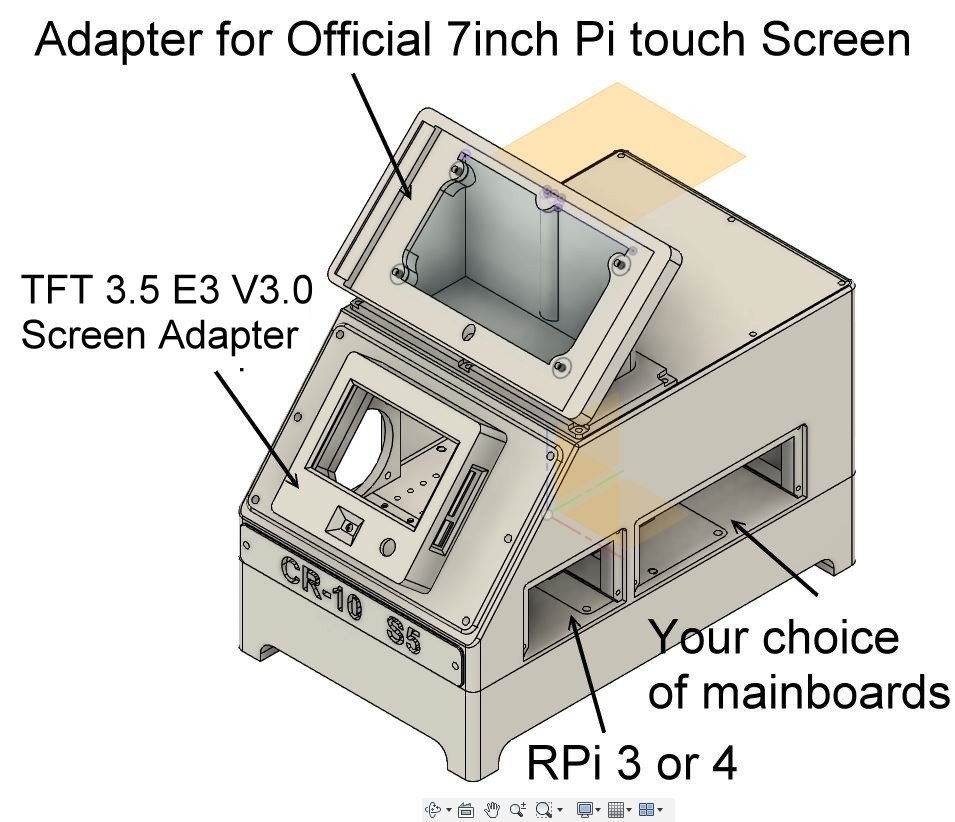 Adapter for Official 7inch Pi touch Screen
TFT 3.5 E3 V3.0
Screen Adapter
.
CR-10 S5
Your choice
of mainboards
RPi 3 or 4